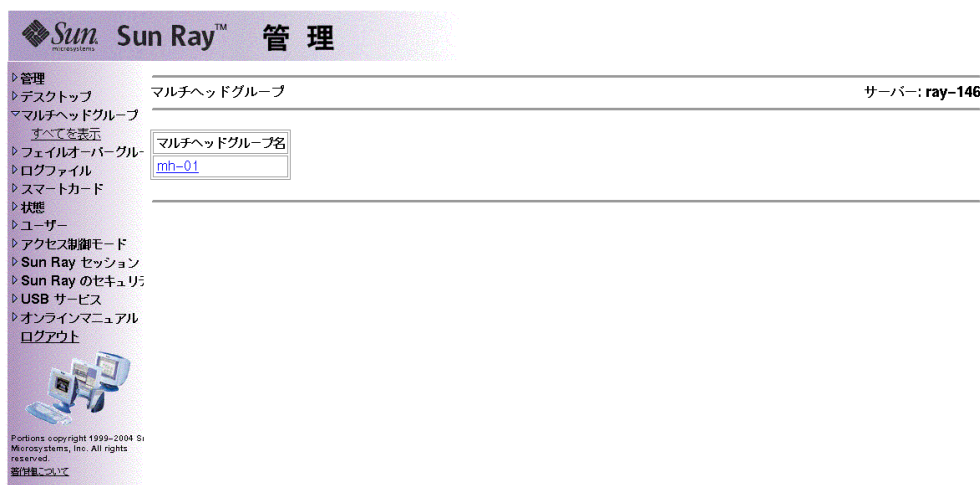 Sun microsystems Sun Ray™ 管理
管理
デスクトップ
マルチヘッドグループ
すべてを表示
フェイルオーバーグルー
ログファイル
スマートカード
状態
ユーザー
アクセス制御モード
Sun Ray セッション
Sun Ray のセキュリテ
USB サービス
オンラインマニュアル
ログアウト
Portions copyright 1999-2004 Su
Microsystems, Inc. All rights
reserved.
著作権について
マルチヘッドグループ
サーバー: ray-146
マルチヘッドグループ名
mh-01